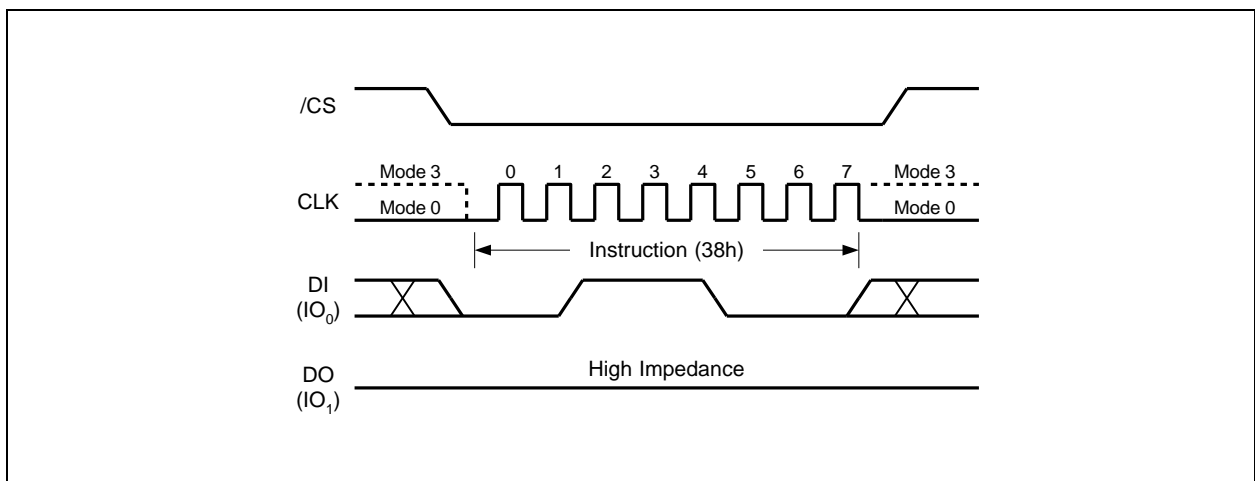 /CS
Mode 3 0 1 2 3 4 5 6 7 Mode 3
CLK
Mode 0 Mode 0
Instruction (38h)
DI
(IO₀)
High Impedance
DO
(IO₁)